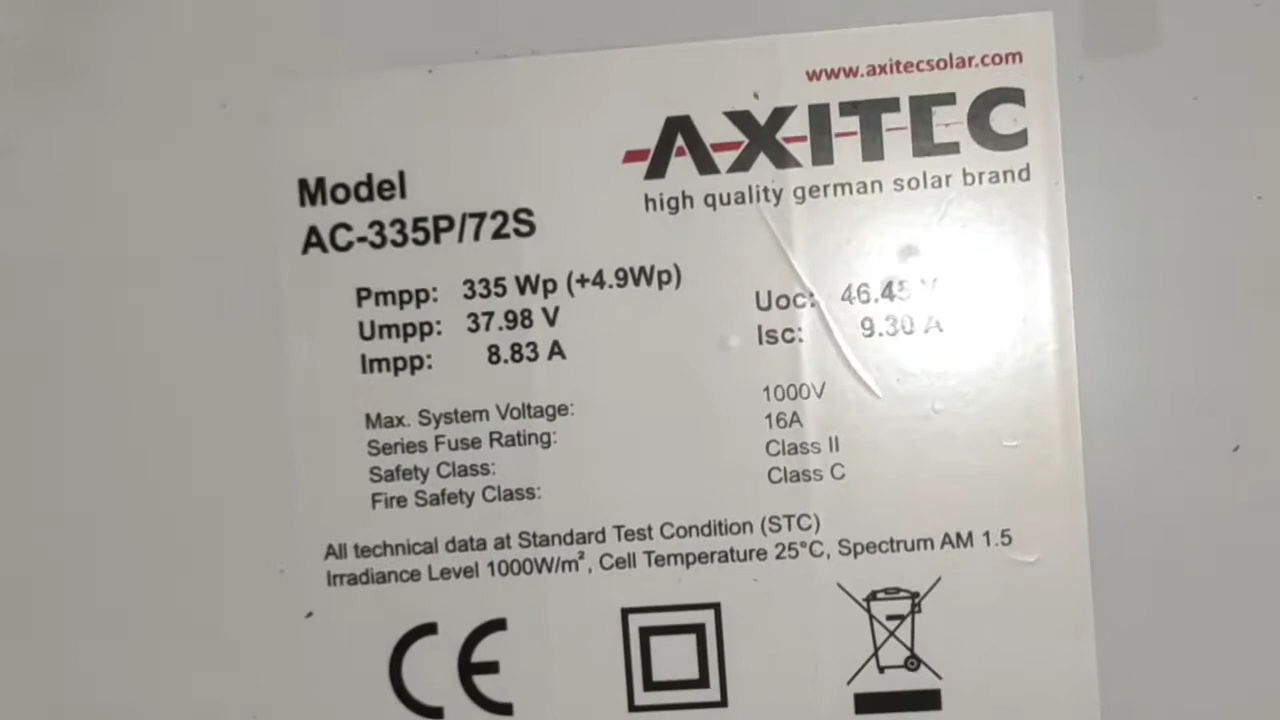 www.axitecsolar.com
AXITEC
high quality german solar brand
Model
AC-335P/72S
Pmpp: 335 Wp (+4.9Wp)
Umpp: 37.98 V
Impp: 8.83 A
Uoc: 46.45 V
Isc: 9.30 A
Max. System Voltage: 1000V
Series Fuse Rating: 16A
Safety Class: Class II
Fire Safety Class: Class C
All technical data at Standard Test Condition (STC)
Irradiance Level 1000W/m², Cell Temperature 25°C, Spectrum AM 1.5
CE